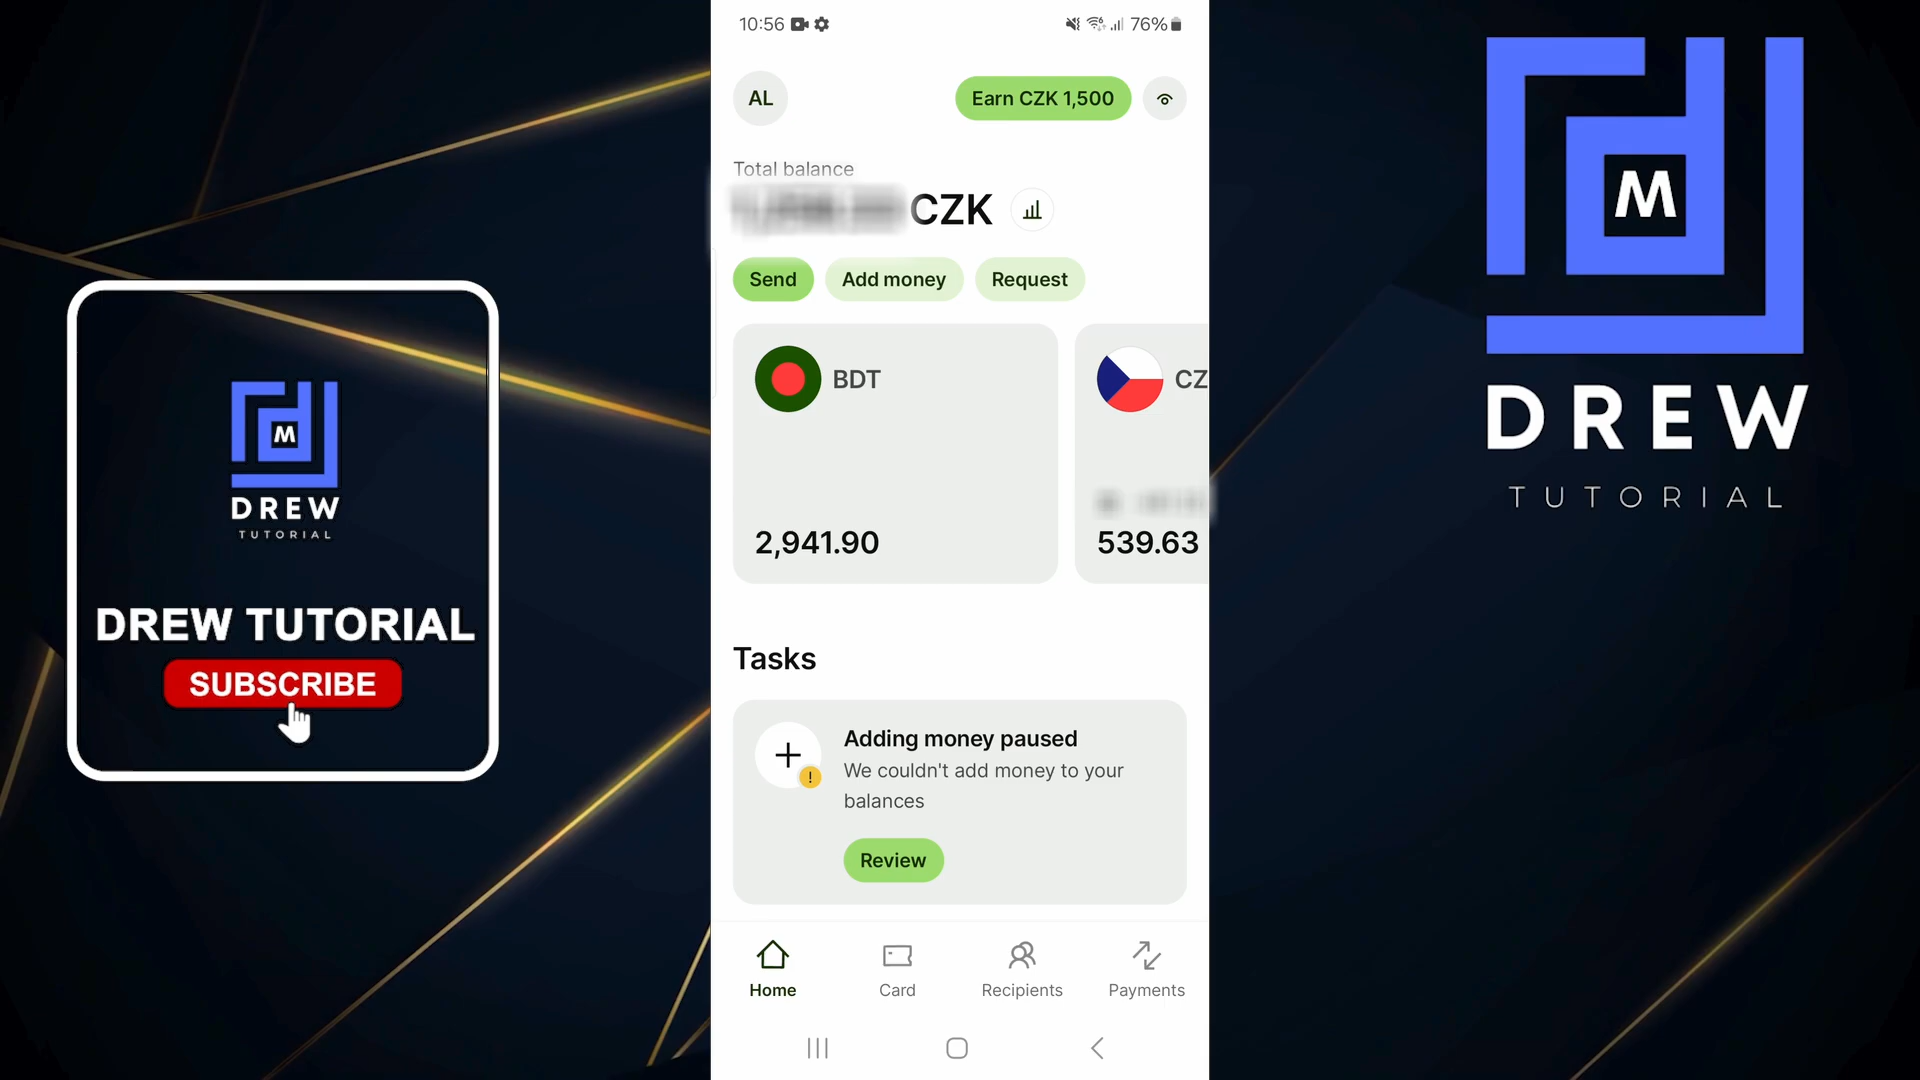 10:56
76%
AL
Earn CZK 1,500
Total balance
CZK
Send
Add money
Request
BDT
CZ
2,941.90
539.63
Tasks
Adding money paused
We couldn't add money to your
balances
Review
Home
Card
Recipients
Payments
M
DREW
TUTORIAL
DREW TUTORIAL
SUBSCRIBE
M
DREW
TUTORIAL